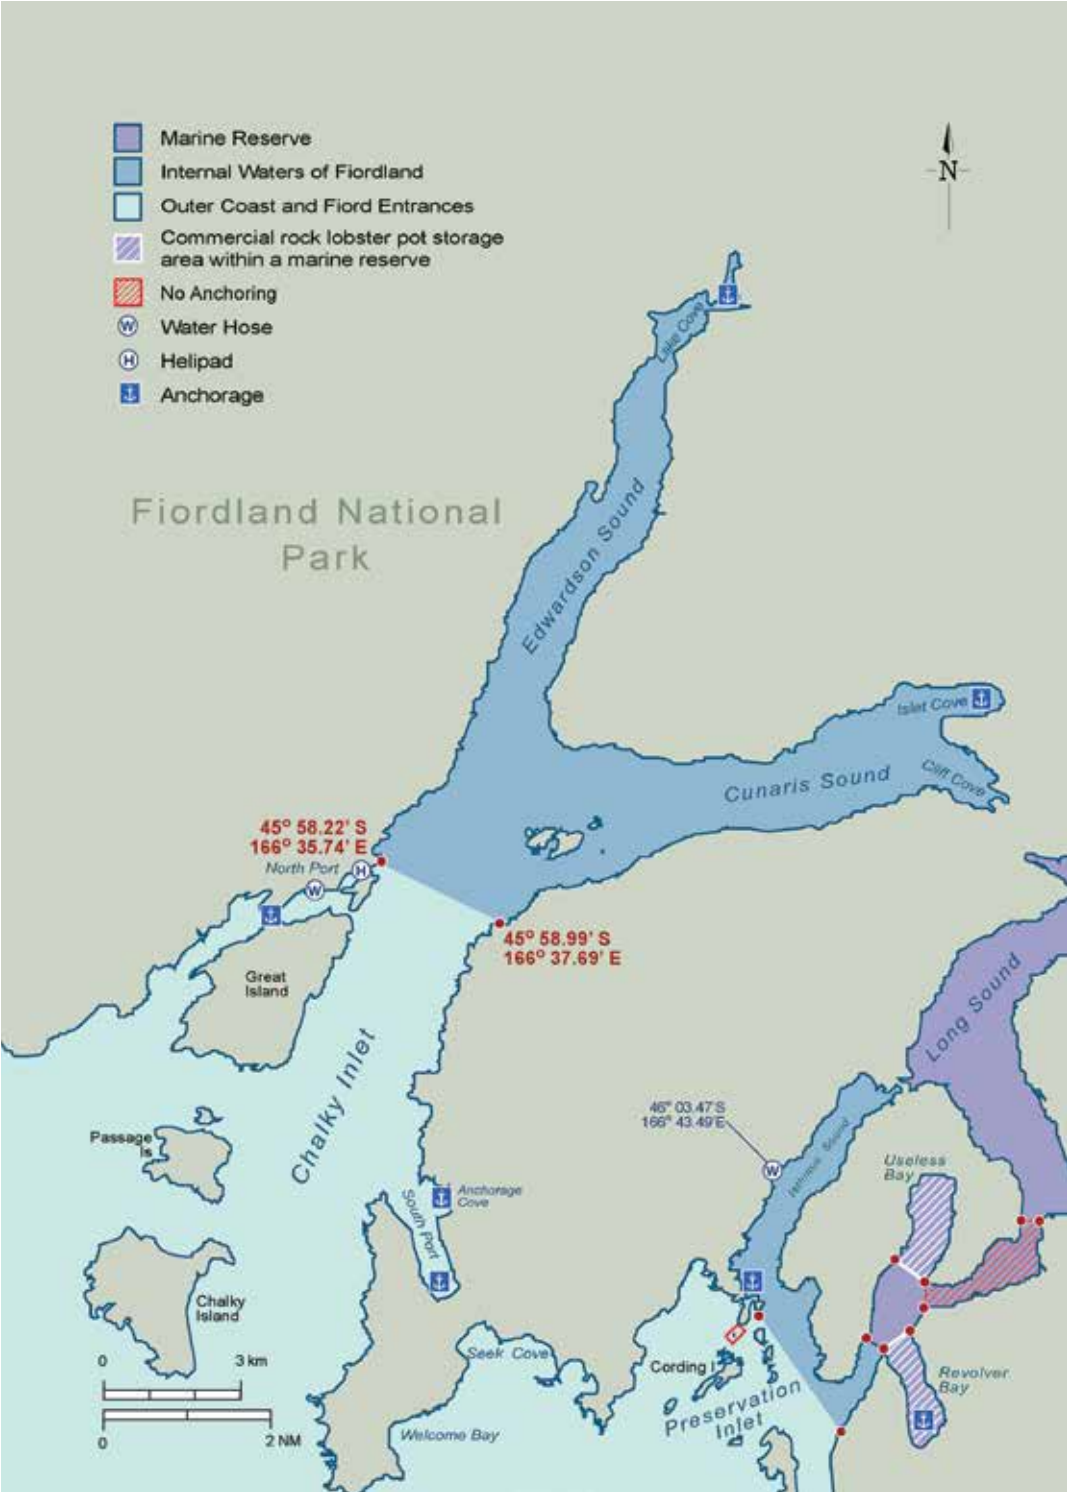 Marine Reserve
Internal Waters of Fiordland
Outer Coast and Fiord Entrances
Commercial rock lobster pot storage
area within a marine reserve
No Anchoring
W Water Hose
H Helipad
Anchorage
N
Fiordland National
Park
Lake Cove
Edwardson Sound
Islet Cove
Cunaris Sound
Cliff Cove
45° 58.22' S
166° 35.74' E
North Port
H
W
45° 58.99' S
166° 37.69' E
Great
Island
Long Sound
Chalky Inlet
46° 03.47'S
166° 43.49'E
W
Isthmus Sound
Passage
Is
Useless
Bay
Anchorage
Cove
South Port
Chalky
Island
Seek Cove
Cording I
Revolver
Bay
Preservation
Inlet
Welcome Bay
0 3 km
0 2 NM